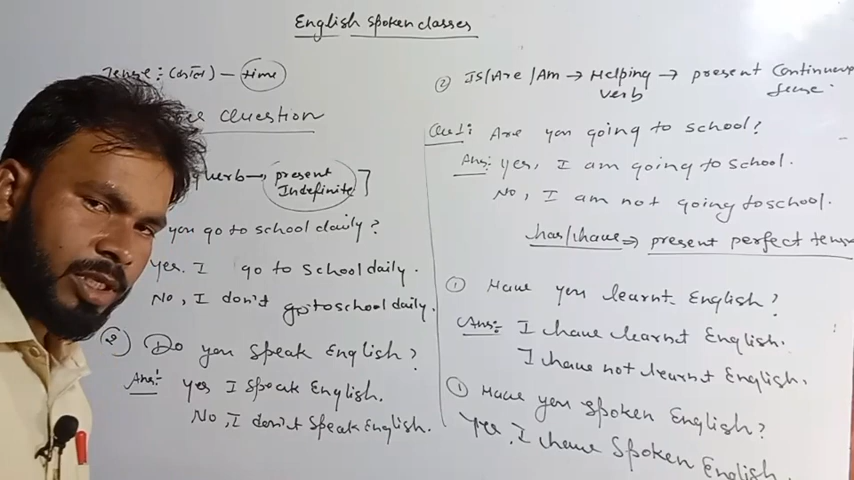 English Spoken classes
Tense: (काल) - time
Question
verb → present
Indefinite
you go to school daily?
yes. I go to school daily.
No, I don't go to school daily.
② Do you speak English?
Ans:- yes I speak English.
No, I don't speak English.
② Is/Are/Am → Helping → present Continuous
verb tense.
Que1: Are you going to school?
Ans:- yes, I am going to school.
No, I am not going to school.
has/have ⇒ present perfect tense
① Have you learnt English?
Ans:- I have learnt English.
I have not learnt English.
① Have you spoken English?
Yes, I have spoken English.